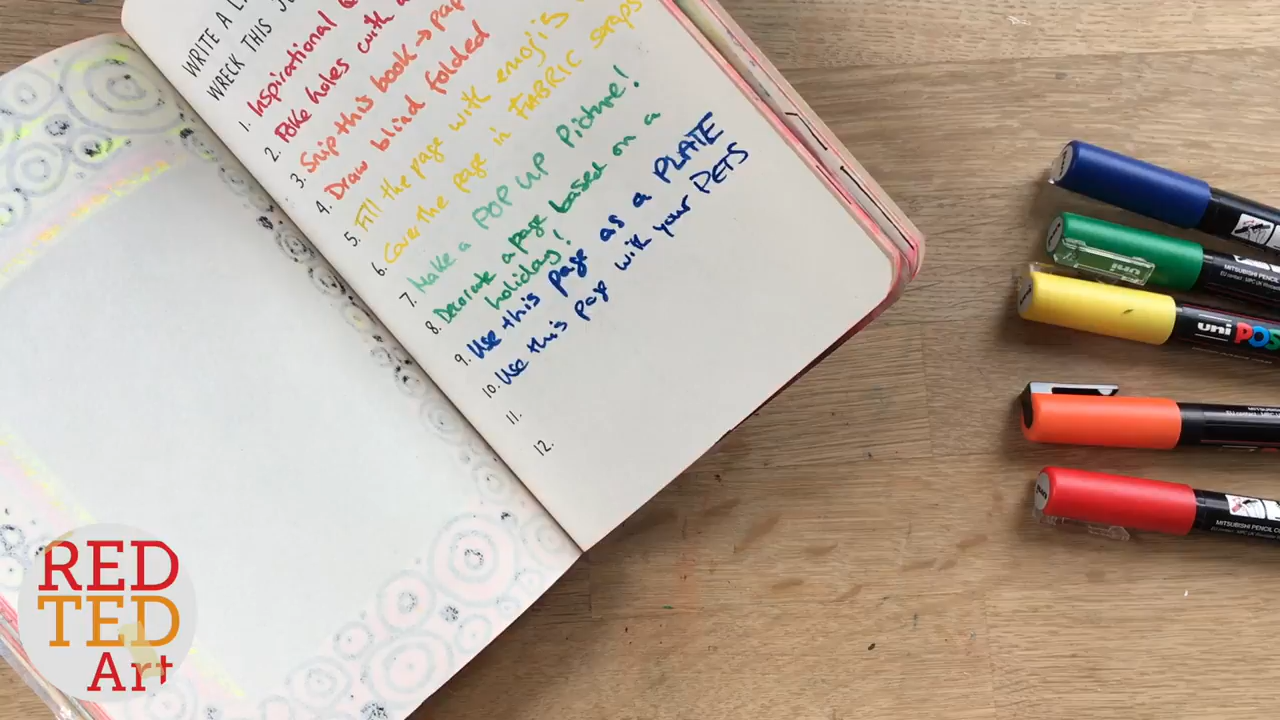 WRITE A
WRECK THIS
1. Inspirational
2. Poke holes with
3. Snip this book →
4. Draw blind folded
5. Fill the page with emojis
6. Cover the page in FABRIC scraps
7. Make a POP UP Picture!
8. Decorate a page based on a
holiday!
9. Use this page as a PLATE
10. Use this page with your PETS
11.
12.
uni
MITSUBISHI PENCIL
uni POS
MITSUBISHI PENCIL
RED
TED
Art